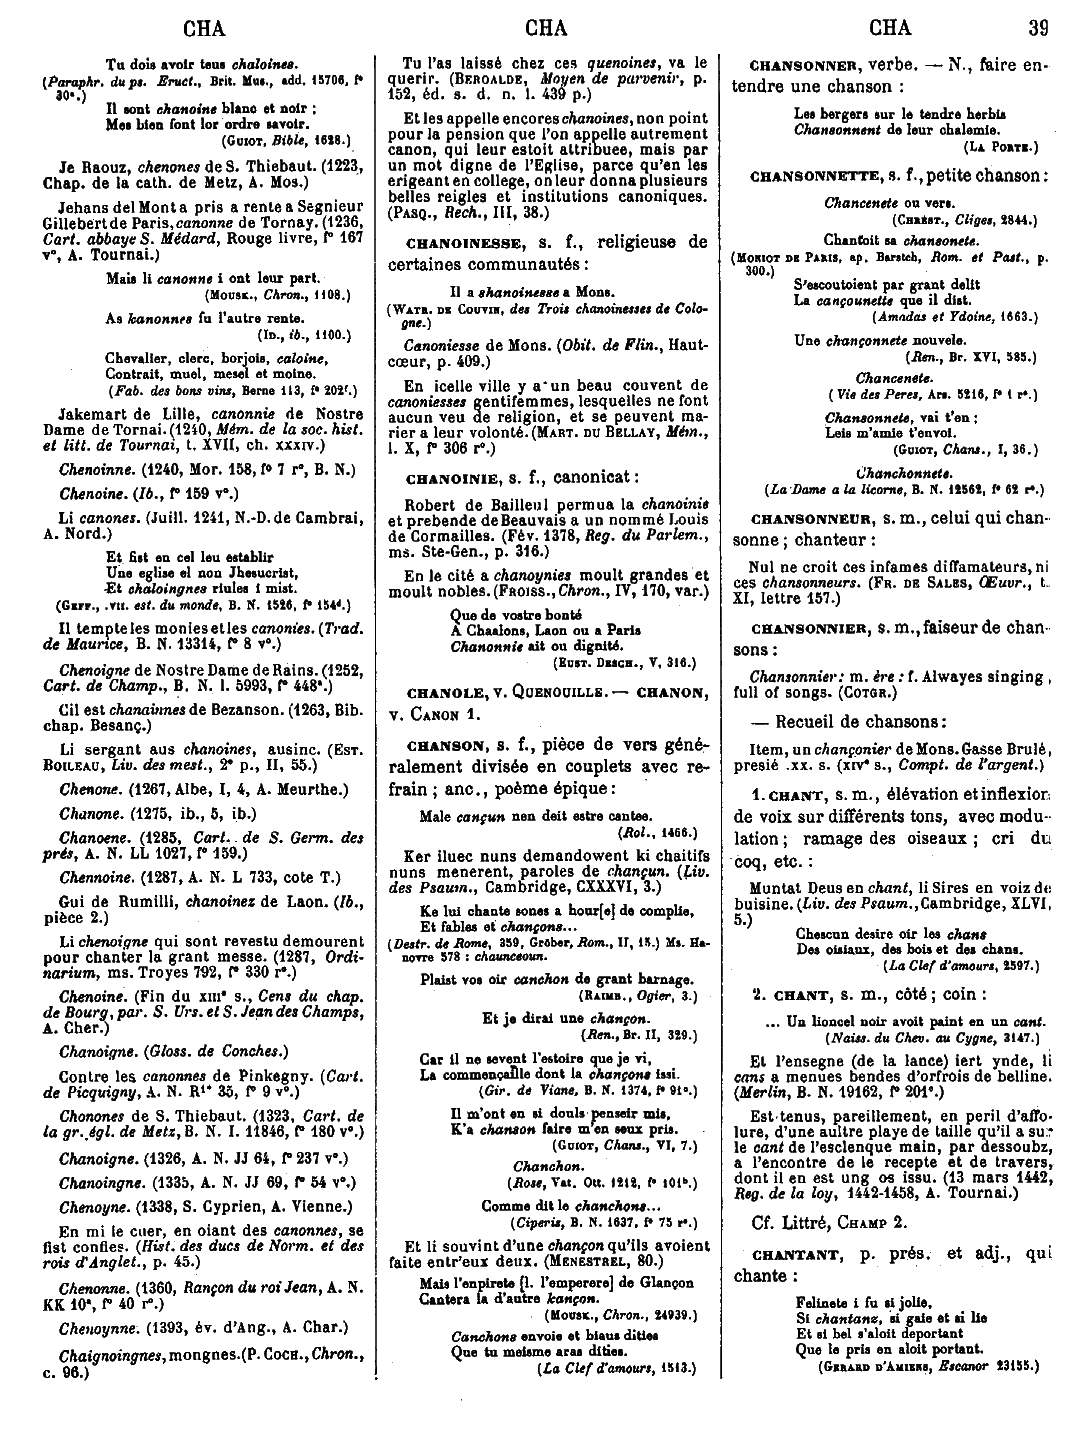 CHA
CHA
CHA 39
Tu dois avoir tous chaloines.
(Paraphr. du ps. Eruct., Brit. Mus., add. 15706, f°
30°.)
Il sont chanoine blanc et noir ;
Mes bien font lor ordre savoir.
(GUIOT, Bible, 1628.)
Je Raouz, chenones de S. Thiebaut. (1223,
Chap. de la cath. de Metz, A. Mos.)
Jehans del Mont a pris a rente a Segnieur
Gillebert de Paris, canonne de Tornay. (1236,
Cart. abbaye S. Médard, Rouge livre, f° 167
v°, A. Tournai.)
Mais li canonne i ont leur part.
(MOUSK., Chron., 1108.)
As kanonnes fu l'autre rente.
(ID., ib., 1100.)
Chevalier, clerc, borjois, caloine,
Contrait, muel, mesel et moine.
(Fab. des bons vins, Berne 113, f° 202f.)
Jakemart de Lille, canonnie de Nostre
Dame de Tornai. (1240, Mém. de la soc. hist.
et litt. de Tournai, t. XVII, ch. XXXIV.)
Chenoinne. (1240, Mor. 158, f° 7 r°, B. N.)
Chenoine. (Ib., f° 159 v°.)
Li canones. (Juill. 1241, N.-D. de Cambrai,
A. Nord.)
Et fist en cel leu establir
Une eglise el non Jhesucrist,
Et chaloingnes riules i mist.
(GEFF., .VII. est. du monde, B. N. 1526, f° 154d.)
Il tempte les monies et les canonies. (Trad.
de Maurice, B. N. 13314, f° 8 v°.)
Chenoigne de Nostre Dame de Rains. (1252,
Cart. de Champ., B. N. l. 5993, f° 448a.)
Cil est chanainnes de Bezanson. (1263, Bib.
chap. Besanç.)
Li sergant aus chanoines, ausinc. (EST.
BOILEAU, Liv. des mest., 2e p., II, 55.)
Chenone. (1267, Albe, I, 4, A. Meurthe.)
Chanone. (1275, ib., 5, ib.)
Chanoene. (1285, Cart. de S. Germ. des
prés, A. N. LL 1027, f° 159.)
Chennoine. (1287, A. N. L 733, cote T.)
Gui de Rumilli, chanoinez de Laon. (Ib.,
pièce 2.)
Li chenoigne qui sont revestu demourent
pour chanter la grant messe. (1287, Ordi-
narium, ms. Troyes 792, f° 330 r°.)
Chenoine. (Fin du XIIIe s., Cens du chap.
de Bourg, par. S. Urs. et S. Jean des Champs,
A. Cher.)
Chanoigne. (Gloss. de Conches.)
Contre les canonnes de Pinkegny. (Cart.
de Picquigny, A. N. R1* 35, f° 9 v°.)
Chonones de S. Thiebaut. (1323, Cart. de
la gr. égl. de Metz, B. N. l. 11846, f° 180 v°.)
Chanoigne. (1326, A. N. JJ 64, f° 237 v°.)
Chanoingne. (1335, A. N. JJ 69, f° 54 v°.)
Chenoyne. (1338, S. Cyprien, A. Vienne.)
En mi le cuer, en oiant des canonnes, se
fist confies. (Hist. des ducs de Norm. et des
rois d'Anglet., p. 45.)
Chenonne. (1360, Rançon du roi Jean, A. N.
KK 10a, f° 40 r°.)
Chenoynne. (1393, év. d'Ang., A. Char.)
Chaignoingnes, mongnes. (P. COCH., Chron.,
c. 96.)
Tu l'as laissé chez ces quenoines, va le
querir. (BEROALDE, Moyen de parvenir, p.
152, éd. s. d. n. l. 439 p.)
Et les appelle encores chanoines, non point
pour la pension que l'on appelle autrement
canon, qui leur estoit attribuee, mais par
un mot digne de l'Eglise, parce qu'en les
erigeant en college, on leur donna plusieurs
belles reigles et institutions canoniques.
(PASQ., Rech., III, 38.)
CHANOINESSE, s. f., religieuse de
certaines communautés :
Il a shanoinesse a Mons.
(WATR. DE COUVIN, des Trois chanoinesses de Colo-
gne.)
Canoniesse de Mons. (Obit. de Flin., Haut-
cœur, p. 409.)
En icelle ville y a un beau couvent de
canoniesses gentifemmes, lesquelles ne font
aucun veu de religion, et se peuvent ma-
rier a leur volonté. (MART. DU BELLAY, Mém.,
l. X, f° 306 r°.)
CHANOINIE, s. f., canonicat :
Robert de Bailleul permua la chanoinie
et prebende de Beauvais a un nommé Louis
de Cormailles. (Fév. 1378, Reg. du Parlem.,
ms. Ste-Gen., p. 316.)
En le cité a chanoynies moult grandes et
moult nobles. (FROISS., Chron., IV, 170, var.)
Que de vostre bonté
A Chaalons, Laon ou a Paris
Chanonnie ait ou dignité.
(EUST. DESCH., V, 316.)
CHANOLE, v. QUENOUILLE. — CHANON,
v. CANON 1.
CHANSON, s. f., pièce de vers géné-
ralement divisée en couplets avec re-
frain ; anc., poème épique :
Male cançun nen deit estre cantee.
(Rol., 1466.)
Ker iluec nuns demandowent ki chaitifs
nuns menerent, paroles de chançun. (Liv.
des Psaum., Cambridge, CXXXVI, 3.)
Ke lui chante sones a hour[e] de complie,
Et fables et chançons...
(Destr. de Rome, 359, Grober, Rom., II, 15.) Ms. Ha-
novre 578 : chaunceoun.
Plaist vos oir canchon de grant barnage.
(RAIMB., Ogier, 3.)
Et je dirai une chançon.
(Ren., Br. II, 329.)
Car il ne sevent l'estoire que je vi,
La commençaille dont la chançons issi.
(Gir. de Viane, B. N. 1374, f° 91c.)
Il m'ont en si douls penseir mis,
K'a chanson faire m'en seux pris.
(GUIOT, Chans., VI, 7.)
Chanchon.
(Rose, Vat. Ott. 1212, f° 101b.)
Comme dit le chanchons...
(Ciperis, B. N. 1637, f° 75 r°.)
Et li souvint d'une chançon qu'ils avoient
faite entr'eux deux. (MENESTREL, 80.)
Mais l'enpirete [l. l'emperere] de Glançon
Cantera la d'autre kançon.
(MOUSK., Chron., 24939.)
Canchons envoie et biaus dities
Que tu meisme aras dities.
(La Clef d'amours, 1513.)
CHANSONNER, verbe. — N., faire en-
tendre une chanson :
Les bergers sur le tendre herbis
Chansonnent de leur chalemie.
(LA PORTE.)
CHANSONNETTE, s. f., petite chanson :
Chancenete ou vers.
(CHREST., Cliges, 2844.)
Chantoit sa chansonete.
(MONIOT DE PARIS, ap. Barstch, Rom. et Past., p.
300.)
S'escoutoient par grant delit
La cançounette que il dist.
(Amadas et Ydoine, 1663.)
Une chançonnete nouvele.
(Ren., Br. XVI, 585.)
Chancenete.
(Vie des Peres, Ars. 5216, f° 1 r°.)
Chansonnete, vai t'en ;
Leis m'amie t'envoi.
(GUIOT, Chans., I, 36.)
Chanchonnete.
(La Dame a la licorne, B. N. 12562, f° 62 r°.)
CHANSONNEUR, s. m., celui qui chan-
sonne ; chanteur :
Nul ne croit ces infames diffamateurs, ni
ces chansonneurs. (FR. DE SALES, Œuvr., t.
XI, lettre 157.)
CHANSONNIER, s. m., faiseur de chan-
sons :
Chansonnier : m. ère : f. Alwayes singing,
full of songs. (COTGR.)
— Recueil de chansons :
Item, un chançonier de Mons. Gasse Brulé,
presié .XX. s. (XIVe s., Compt. de l'argent.)
1. CHANT, s. m., élévation et inflexion
de voix sur différents tons, avec modu-
lation ; ramage des oiseaux ; cri du
coq, etc. :
Muntat Deus en chant, li Sires en voiz de
buisine. (Liv. des Psaum., Cambridge, XLVI,
5.)
Chescun desire oir les chans
Des oisiaux, des bois et des chans.
(La Clef d'amours, 2597.)
2. CHANT, s. m., côté ; coin :
... Un lioncel noir avoit paint en un cant.
(Naiss. du Chev. au Cygne, 3147.)
Et l'ensegne (de la lance) iert ynde, li
cans a menues bendes d'orfrois de belline.
(Merlin, B. N. 19162, f° 201c.)
Est tenus, pareillement, en peril d'affo-
lure, d'une aultre playe de taille qu'il a sur
le cant de l'esclenque main, par dessoubz,
a l'encontre de le recepte et de travers,
dont il en est ung os issu. (13 mars 1442,
Reg. de la loy, 1442-1458, A. Tournai.)
Cf. Littré, CHAMP 2.
CHANTANT, p. prés. et adj., qui
chante :
Felinete i fu si jolie,
Si chantanz, si gaie et si lie
Et si bel s'aloit deportant
Que le pris en aloit portant.
(GERARD D'AMIENS, Escanor 23155.)